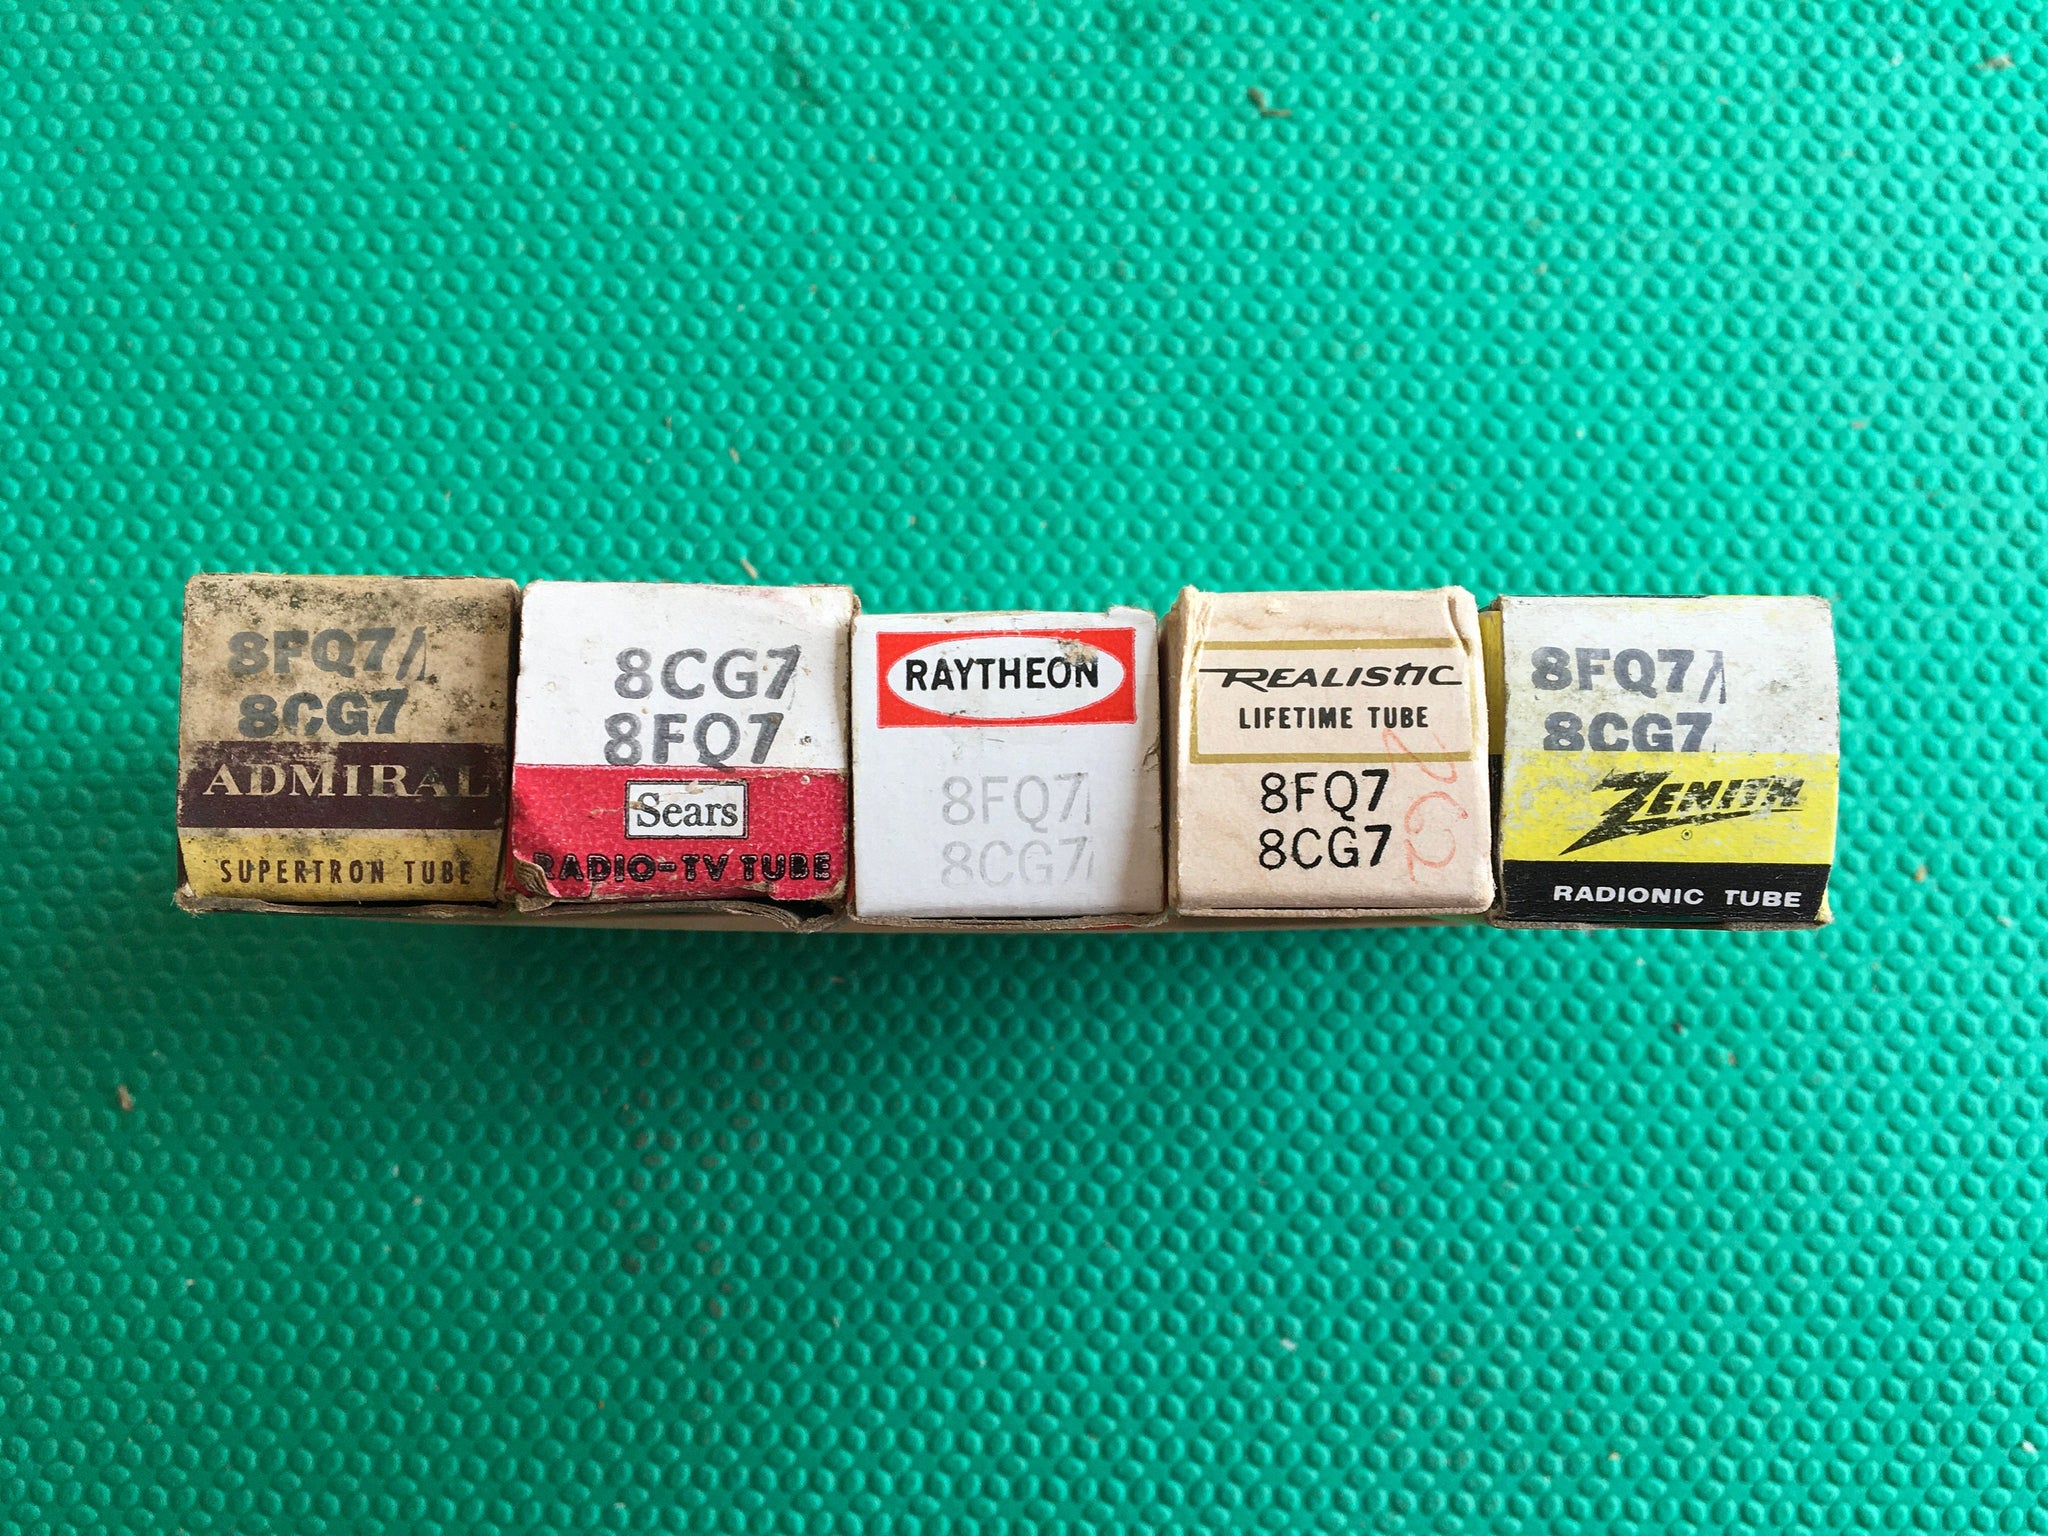 8FQ7/
8CG7
ADMIRAL
SUPERTRON TUBE
8CG7
8FQ7
Sears
RADIO-TV TUBE
RAYTHEON
8FQ7/
8CG7
REALISTIC
LIFETIME TUBE
8FQ7
8CG7
262
8FQ7/
8CG7
ZENITH
RADIONIC TUBE